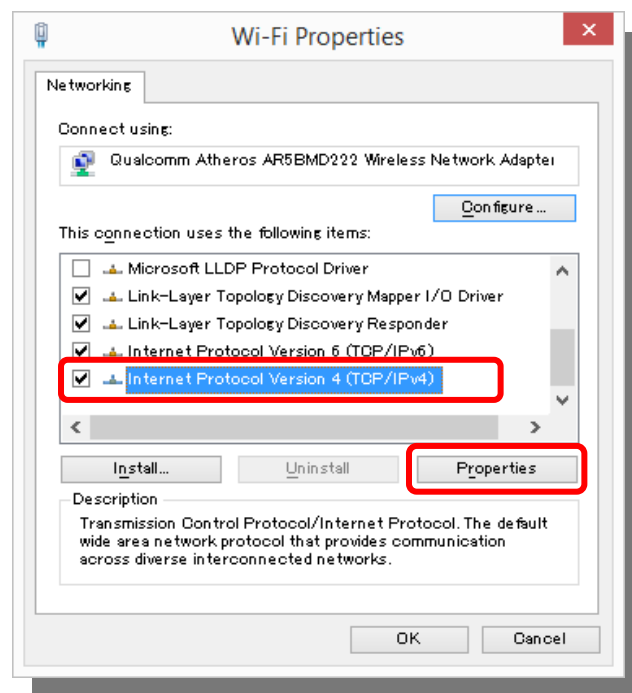 Wi-Fi Properties
Networking
Connect using:
Qualcomm Atheros AR5BMD222 Wireless Network Adapter
Configure...
This connection uses the following items:
Microsoft LLDP Protocol Driver
Link-Layer Topology Discovery Mapper I/O Driver
Link-Layer Topology Discovery Responder
Internet Protocol Version 6 (TCP/IPv6)
Internet Protocol Version 4 (TCP/IPv4)
Install...
Uninstall
Properties
Description
Transmission Control Protocol/Internet Protocol. The default
wide area network protocol that provides communication
across diverse interconnected networks.
OK
Cancel